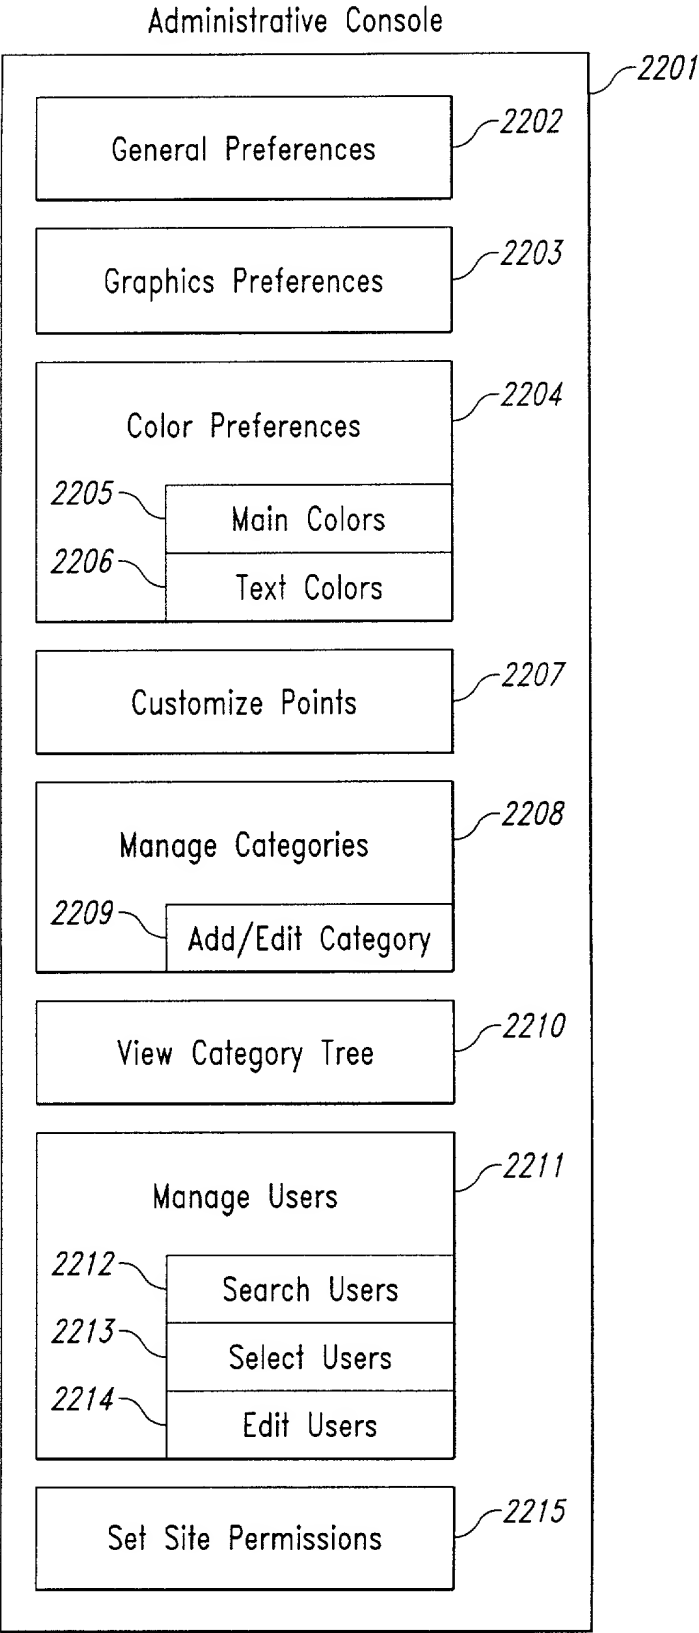 Administrative Console
2201
General Preferences
2202
Graphics Preferences
2203
Color Preferences
2204
2205
Main Colors
2206
Text Colors
Customize Points
2207
Manage Categories
2208
2209
Add/Edit Category
View Category Tree
2210
Manage Users
2211
2212
Search Users
2213
Select Users
2214
Edit Users
Set Site Permissions
2215